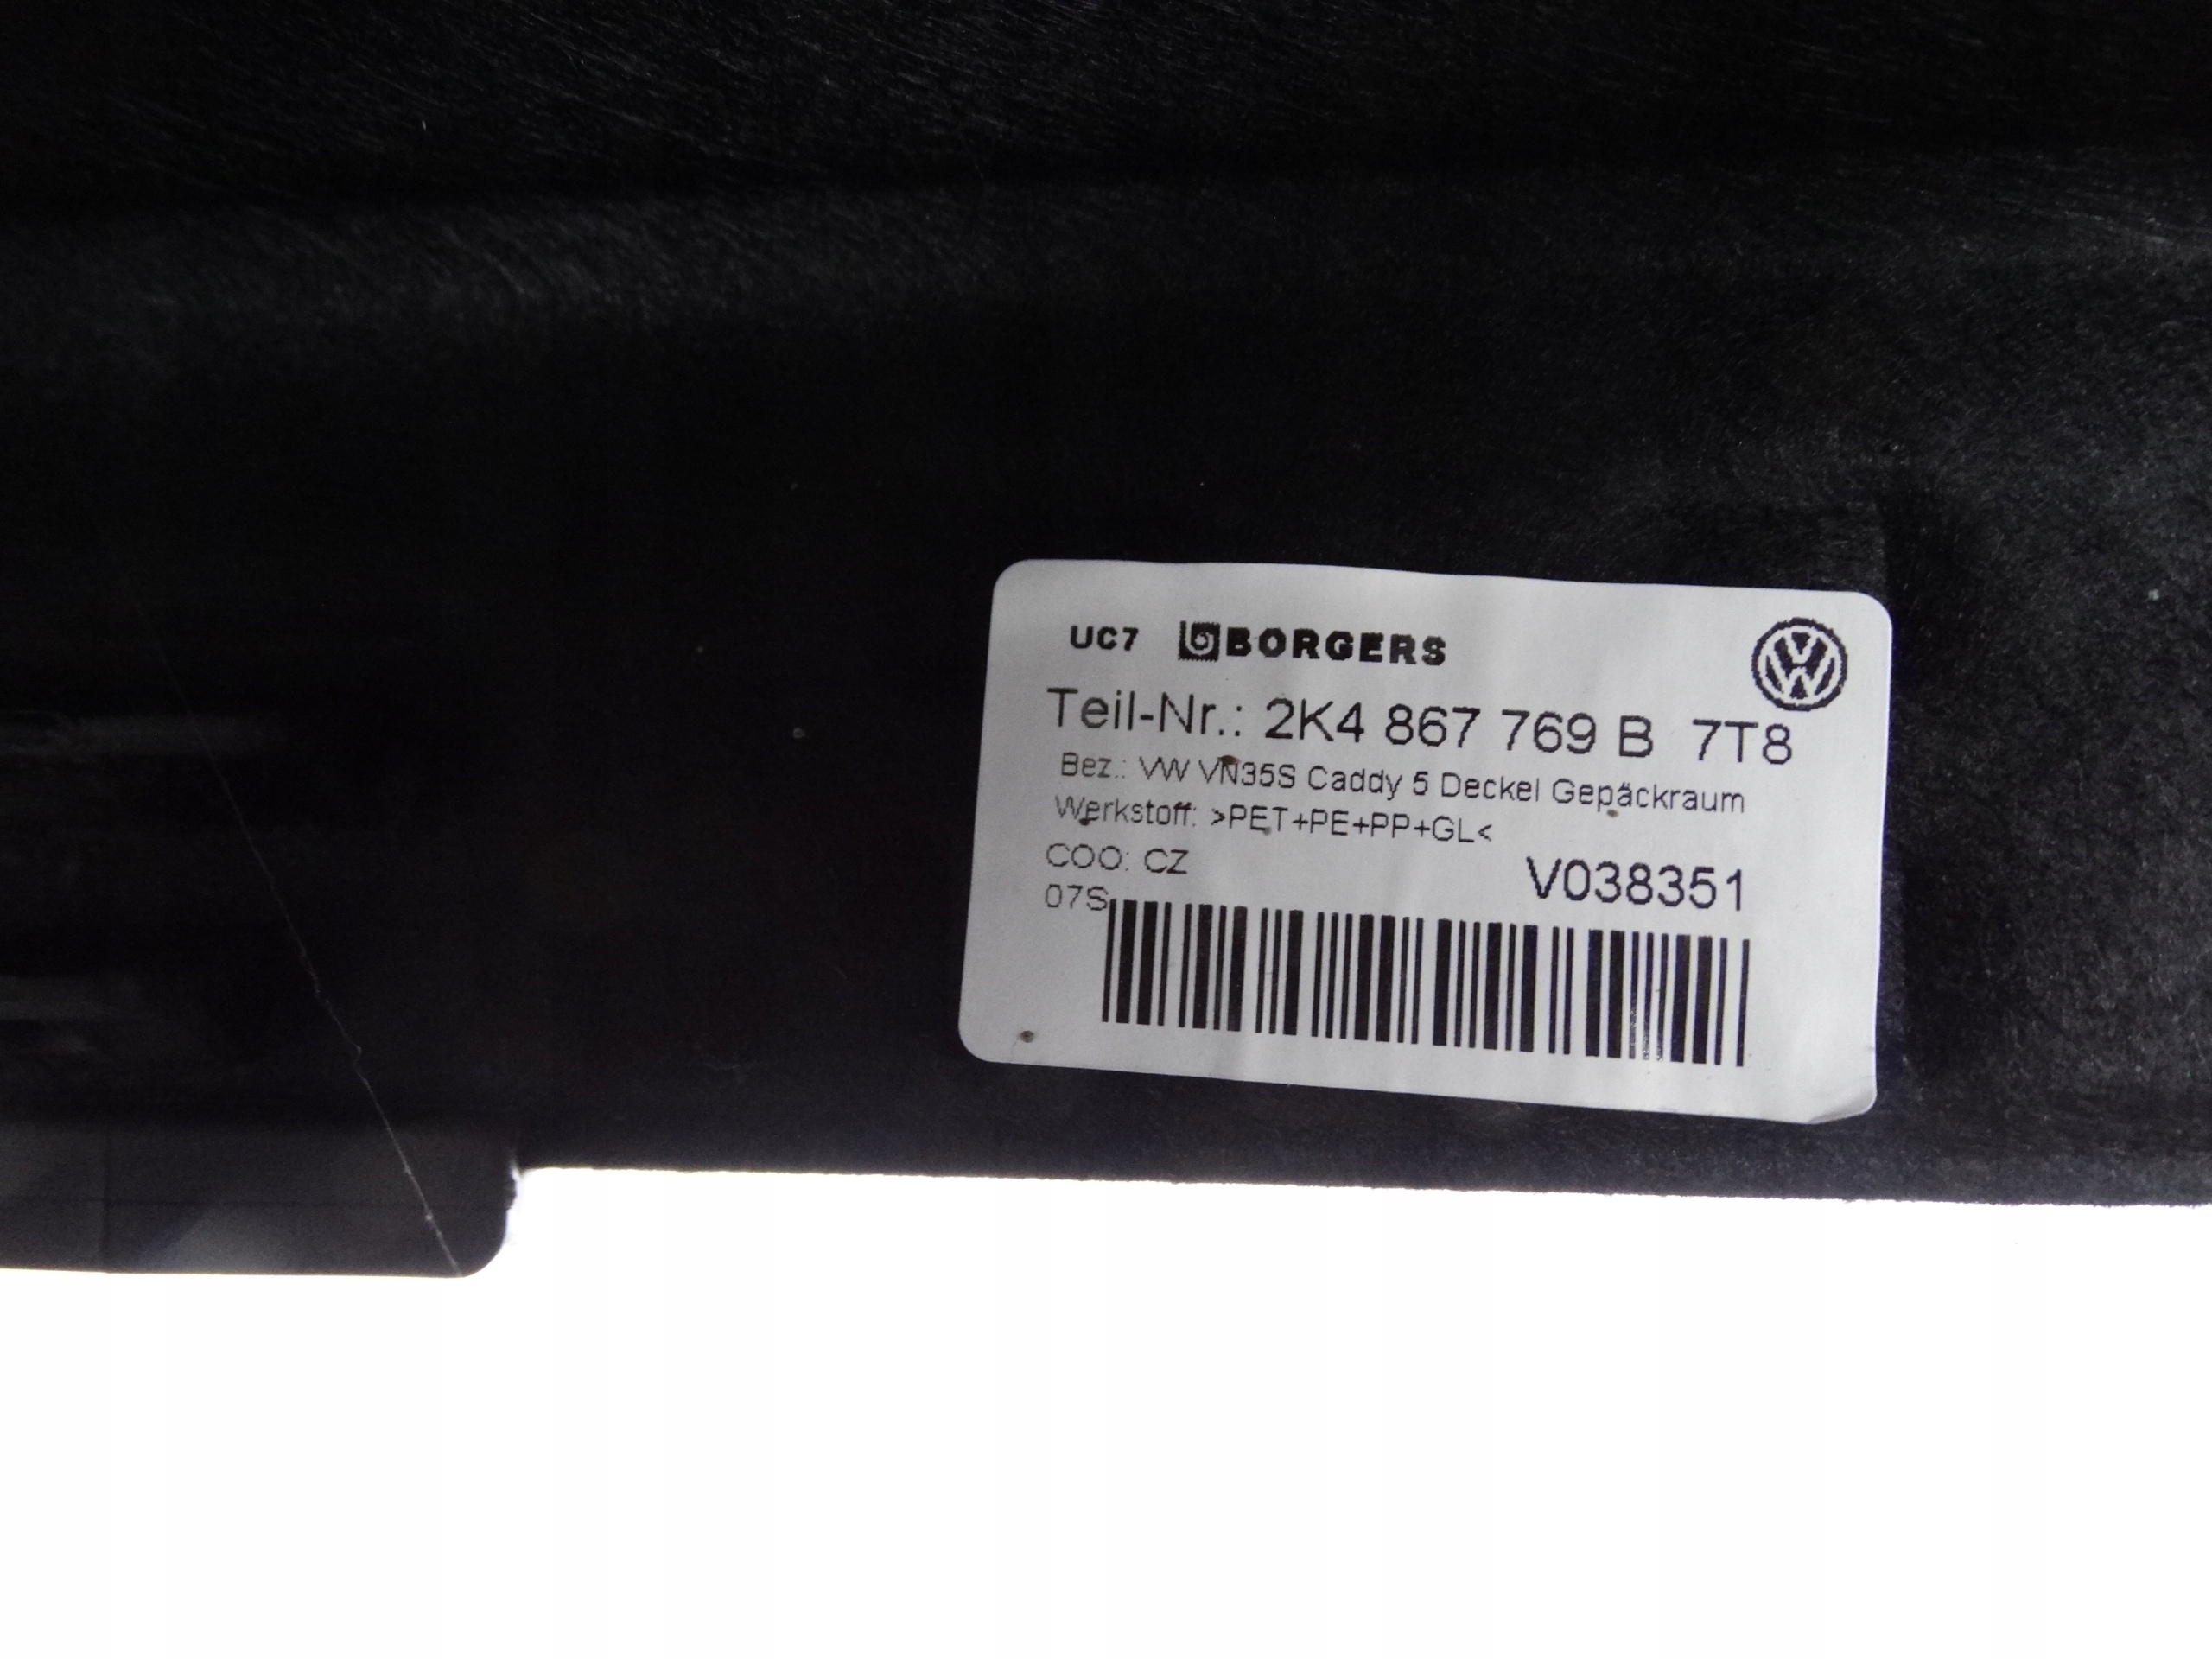 UC7 BORGERS
Teil-Nr.: 2K4 867 769 B 7T8
Bez.: VW VN35S Caddy 5 Deckel Gepäckraum
Werkstoff: >PET+PE+PP+GL<
COO: CZ
V038351
07S